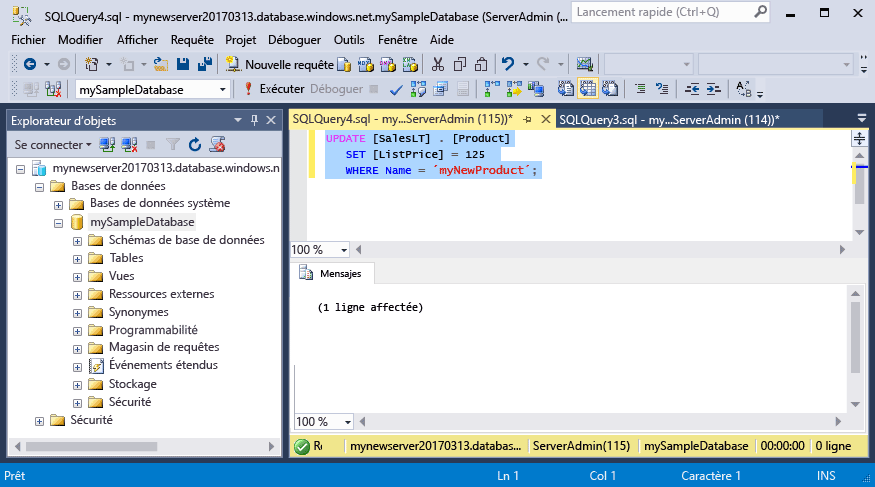 SQLQuery4.sql - mynewserver20170313.database.windows.net.mySampleDatabase (ServerAdmin (115))*...
Lancement rapide (Ctrl+Q)
Fichier Modifier Afficher Requête Projet Déboguer Outils Fenêtre Aide
Nouvelle requête
mySampleDatabase
Exécuter Déboguer
Explorateur d'objets
SQLQuery4.sql - my...ServerAdmin (115))*
SQLQuery3.sql - my...ServerAdmin (114))*
Se connecter
mynewserver20170313.database.windows.n
Bases de données
Bases de données système
mySampleDatabase
Schémas de base de données
Tables
Vues
Ressources externes
Synonymes
Programmabilité
Magasin de requêtes
Événements étendus
Stockage
Sécurité
Sécurité
UPDATE [SalesLT] . [Product]
SET [ListPrice] = 125
WHERE Name = ´myNewProduct´;
100 %
Mensajes
(1 ligne affectée)
100 %
mynewserver20170313.databas... ServerAdmin(115) mySampleDatabase 00:00:00 0 ligne
Prêt Ln 1 Col 1 Caractère 1 INS